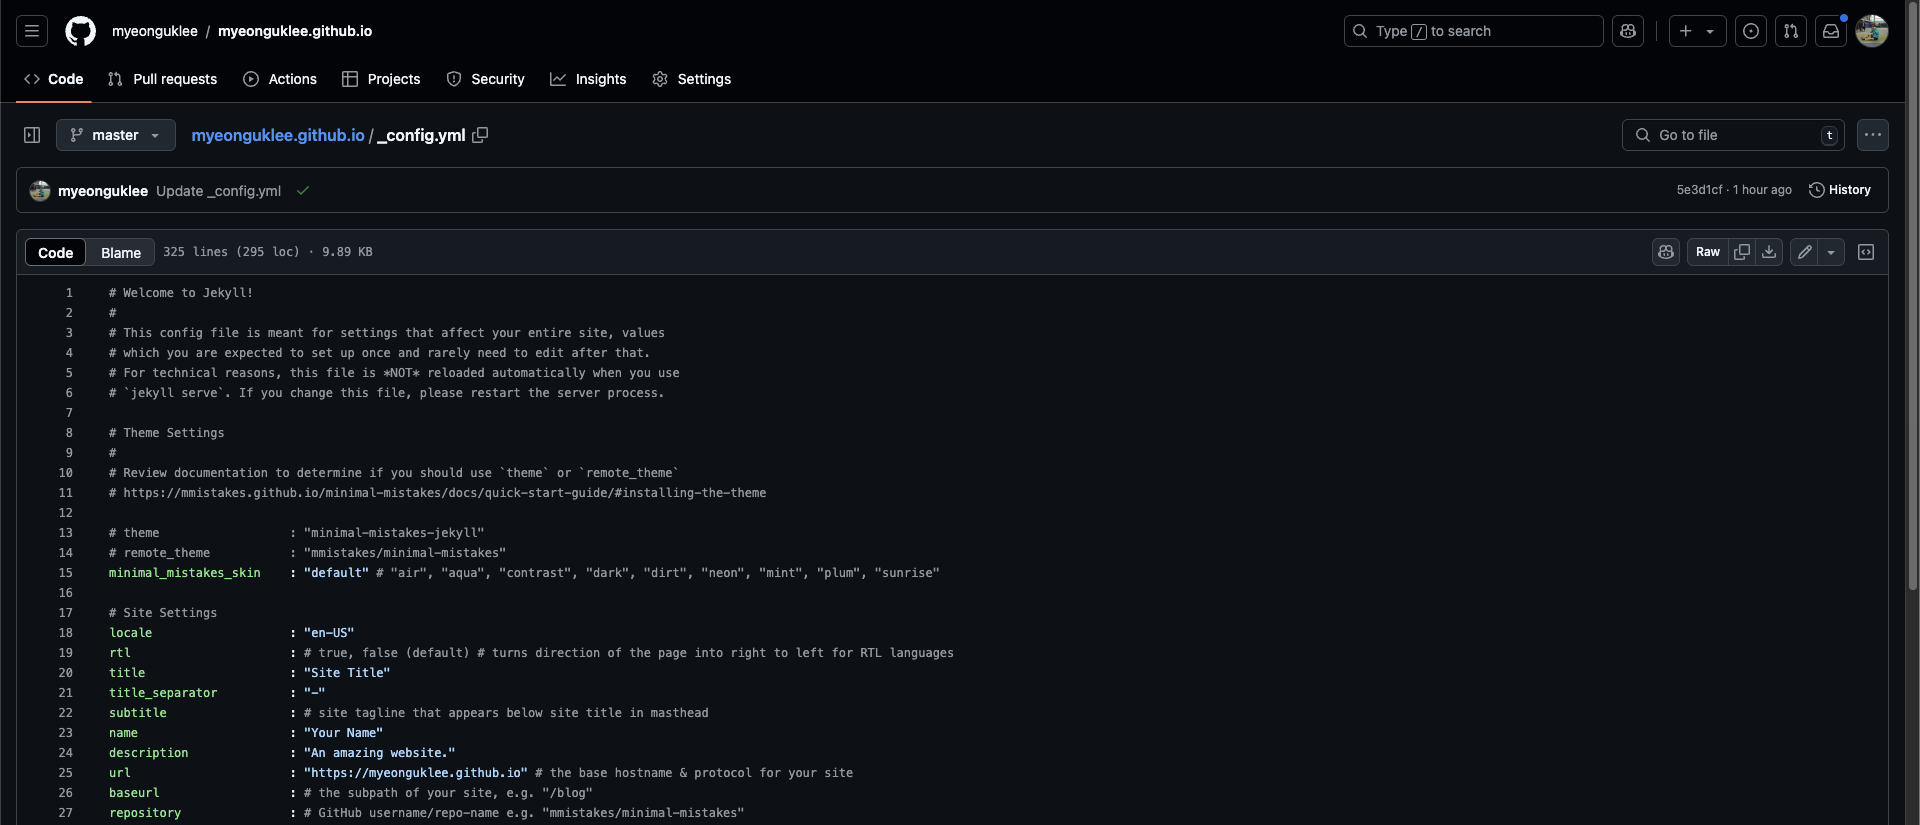 myeonguklee / myeonguklee.github.io
Type / to search
Code Pull requests Actions Projects Security Insights Settings
master
myeonguklee.github.io / _config.yml
Go to file t
myeonguklee Update _config.yml
5e3d1cf · 1 hour ago History
Code Blame 325 lines (295 loc) · 9.89 KB
Raw
1 # Welcome to Jekyll!
2 #
3 # This config file is meant for settings that affect your entire site, values
4 # which you are expected to set up once and rarely need to edit after that.
5 # For technical reasons, this file is *NOT* reloaded automatically when you use
6 # `jekyll serve`. If you change this file, please restart the server process.
7
8 # Theme Settings
9 #
10 # Review documentation to determine if you should use `theme` or `remote_theme`
11 # https://mmistakes.github.io/minimal-mistakes/docs/quick-start-guide/#installing-the-theme
12
13 # theme : "minimal-mistakes-jekyll"
14 # remote_theme : "mmistakes/minimal-mistakes"
15 minimal_mistakes_skin : "default" # "air", "aqua", "contrast", "dark", "dirt", "neon", "mint", "plum", "sunrise"
16
17 # Site Settings
18 locale : "en-US"
19 rtl : # true, false (default) # turns direction of the page into right to left for RTL languages
20 title : "Site Title"
21 title_separator : "-"
22 subtitle : # site tagline that appears below site title in masthead
23 name : "Your Name"
24 description : "An amazing website."
25 url : "https://myeonguklee.github.io" # the base hostname & protocol for your site
26 baseurl : # the subpath of your site, e.g. "/blog"
27 repository : # GitHub username/repo-name e.g. "mmistakes/minimal-mistakes"